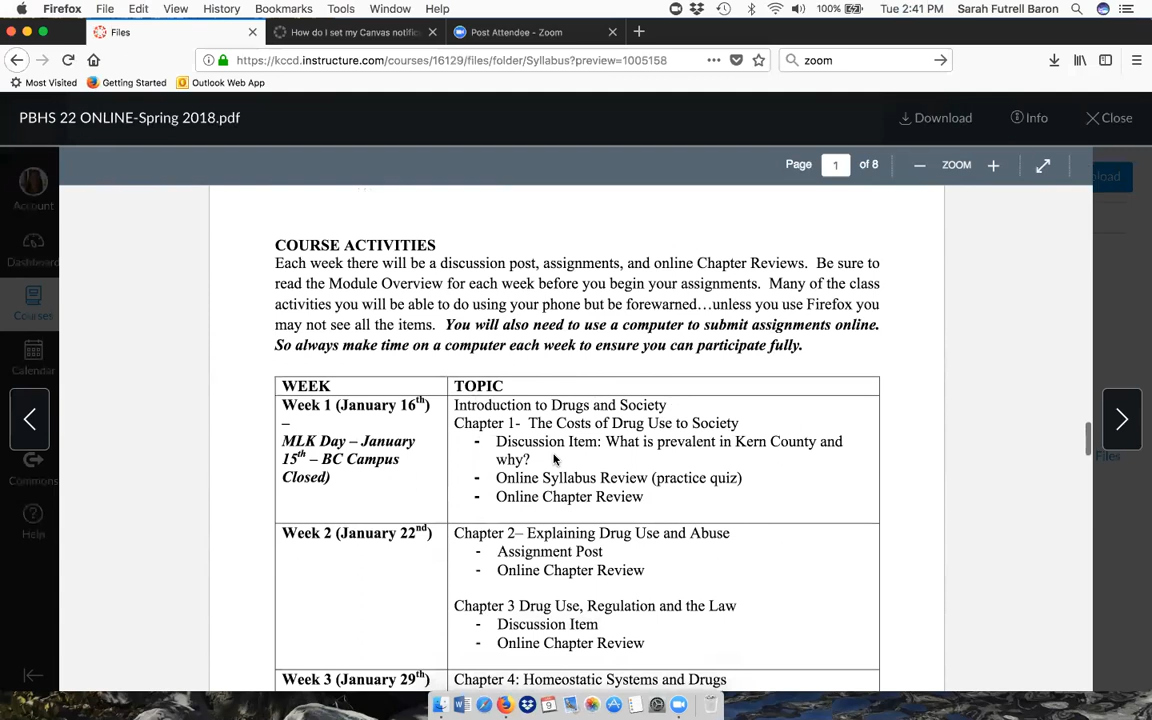 Firefox File Edit View History Bookmarks Tools Window Help 100% Tue 2:41 PM Sarah Futrell Baron
Files How do I set my Canvas notific Post Attendee - Zoom
https://kccd.instructure.com/courses/16129/files/folder/Syllabus?preview=1005158 zoom
Most Visited Getting Started Outlook Web App
PBHS 22 ONLINE-Spring 2018.pdf Download Info Close
Page 1 of 8 ZOOM
Account
Dashboard
Courses
Calendar
Commons
Help
Files
COURSE ACTIVITIES
Each week there will be a discussion post, assignments, and online Chapter Reviews. Be sure to
read the Module Overview for each week before you begin your assignments. Many of the class
activities you will be able to do using your phone but be forewarned…unless you use Firefox you
may not see all the items. You will also need to use a computer to submit assignments online.
So always make time on a computer each week to ensure you can participate fully.
WEEK TOPIC
Week 1 (January 16th)
–
MLK Day – January
15th – BC Campus
Closed)
Introduction to Drugs and Society
Chapter 1- The Costs of Drug Use to Society
- Discussion Item: What is prevalent in Kern County and
why?
- Online Syllabus Review (practice quiz)
- Online Chapter Review
Week 2 (January 22nd)
Chapter 2– Explaining Drug Use and Abuse
- Assignment Post
- Online Chapter Review
Chapter 3 Drug Use, Regulation and the Law
- Discussion Item
- Online Chapter Review
Week 3 (January 29th) Chapter 4: Homeostatic Systems and Drugs